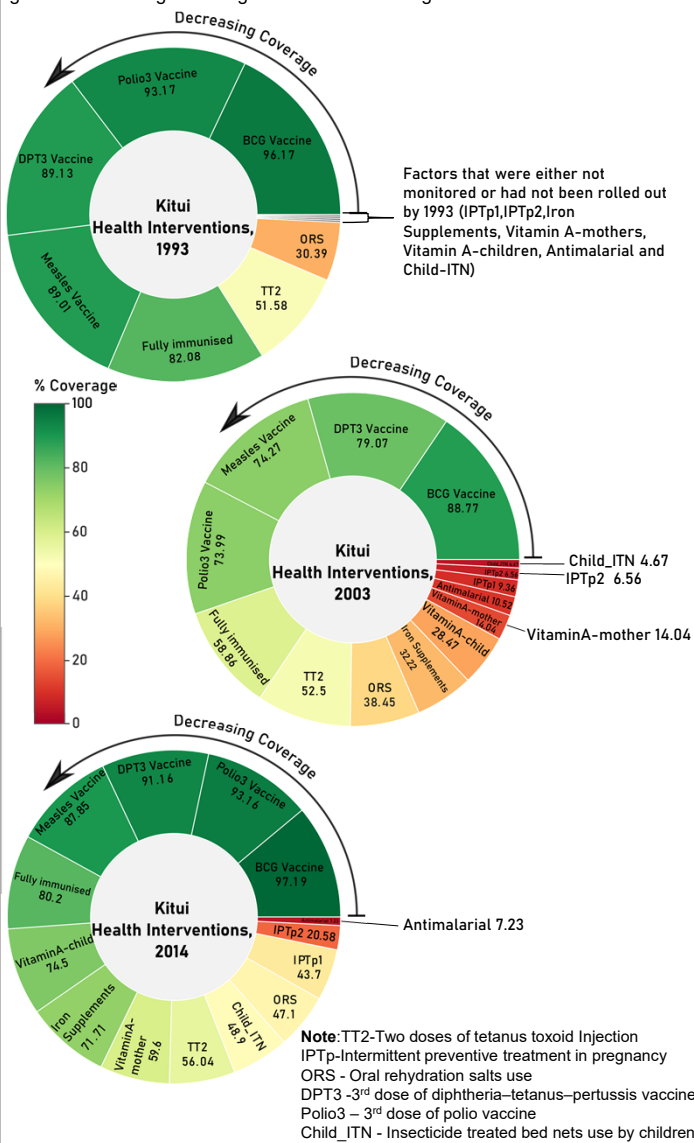 Decreasing Coverage
Polio3 Vaccine
93.17
BCG Vaccine
96.17
DPT3 Vaccine
89.13
Kitui
Health Interventions,
1993
ORS
30.39
TT2
51.58
Measles Vaccine
89.01
Fully immunised
82.08
Factors that were either not
monitored or had not been rolled out
by 1993 (IPTp1,IPTp2,Iron
Supplements, Vitamin A-mothers,
Vitamin A-children, Antimalarial and
Child-ITN)
% Coverage
100
80
60
40
20
0
Decreasing Coverage
DPT3 Vaccine
79.07
Measles Vaccine
74.27
BCG Vaccine
88.77
Polio3 Vaccine
73.99
Kitui
Health Interventions,
2003
Child_ITN 4.67
IPTp2 6.56
IPTp2 6.56
IPTp1 9.36
Antimalarial 10.52
VitaminA-mother
14.04
VitaminA-mother 14.04
VitaminA-child
28.47
Iron Supplements
32.22
Fully immunised
58.86
TT2
52.5
ORS
38.45
Decreasing Coverage
DPT3 Vaccine
91.16
Polio3 Vaccine
93.16
Measles Vaccine
87.85
BCG Vaccine
97.19
Fully immunised
80.2
Kitui
Health Interventions,
2014
Antimalarial 7.23
IPTp2 20.58
VitaminA-child
74.5
IPTp1
43.7
ORS
47.1
Iron
Supplements
71.71
VitaminA-
mother
59.6
TT2
56.04
Child_ITN
48.9
Note:TT2-Two doses of tetanus toxoid Injection
IPTp-Intermittent preventive treatment in pregnancy
ORS - Oral rehydration salts use
DPT3 -3rd dose of diphtheria–tetanus–pertussis vaccine
Polio3 – 3rd dose of polio vaccine
Child_ITN - Insecticide treated bed nets use by children